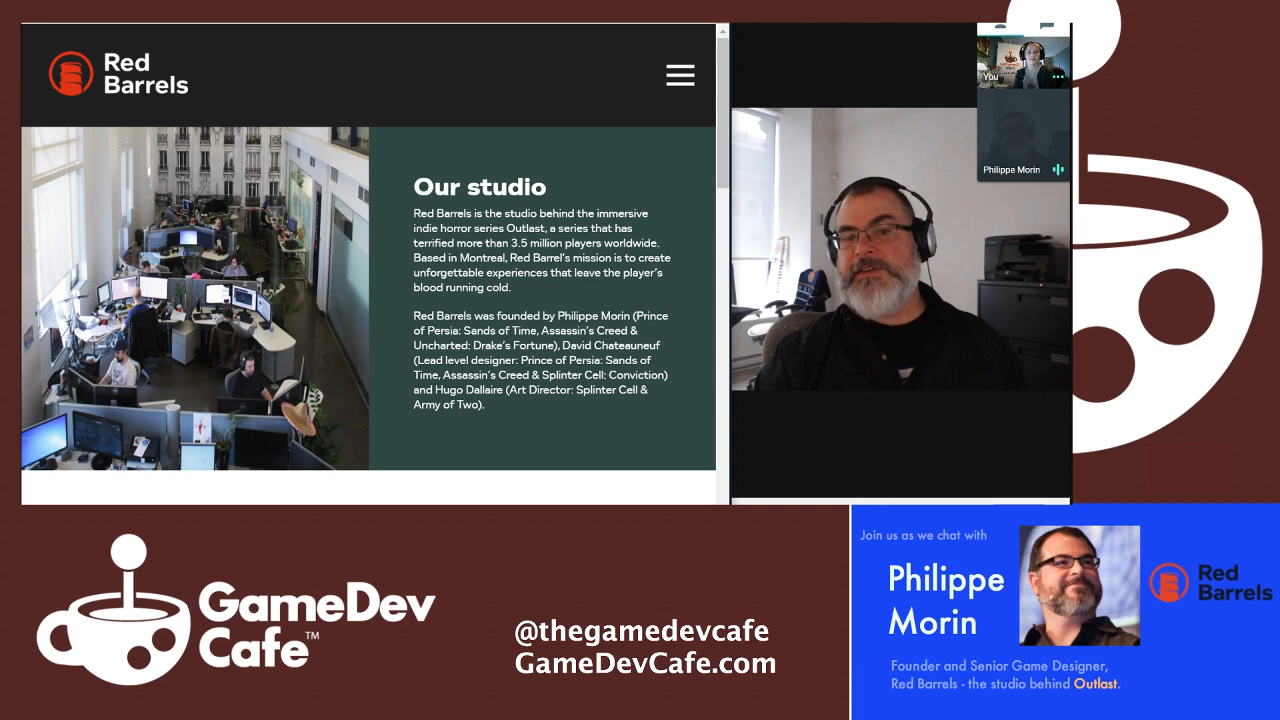 Red
Barrels
Our studio
Red Barrels is the studio behind the immersive
indie horror series Outlast, a series that has
terrified more than 3.5 million players worldwide.
Based in Montreal, Red Barrel's mission is to create
unforgettable experiences that leave the player's
blood running cold.
Red Barrels was founded by Philippe Morin (Prince
of Persia: Sands of Time, Assassin's Creed &
Uncharted: Drake's Fortune), David Chateauneuf
(Lead level designer: Prince of Persia: Sands of
Time, Assassin's Creed & Splinter Cell: Conviction)
and Hugo Dallaire (Art Director: Splinter Cell &
Army of Two).
You
Philippe Morin
GameDev
Cafe™
@thegamedevcafe
GameDevCafe.com
Join us as we chat with
Philippe
Morin
Red
Barrels
Founder and Senior Game Designer,
Red Barrels - the studio behind Outlast.